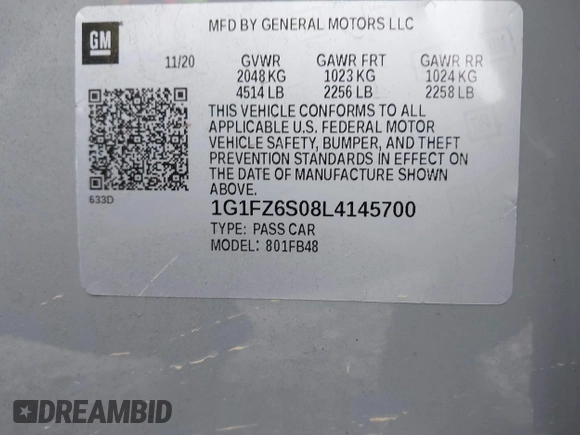 GM
MFD BY GENERAL MOTORS LLC
11/20 GVWR GAWR FRT GAWR RR
2048 KG 1023 KG 1024 KG
4514 LB 2256 LB 2258 LB
THIS VEHICLE CONFORMS TO ALL
APPLICABLE U.S. FEDERAL MOTOR
VEHICLE SAFETY, BUMPER, AND THEFT
PREVENTION STANDARDS IN EFFECT ON
THE DATE OF MANUFACTURE SHOWN
ABOVE.
633D
1G1FZ6S08L4145700
TYPE: PASS CAR
MODEL: 801FB48
DREAMBID